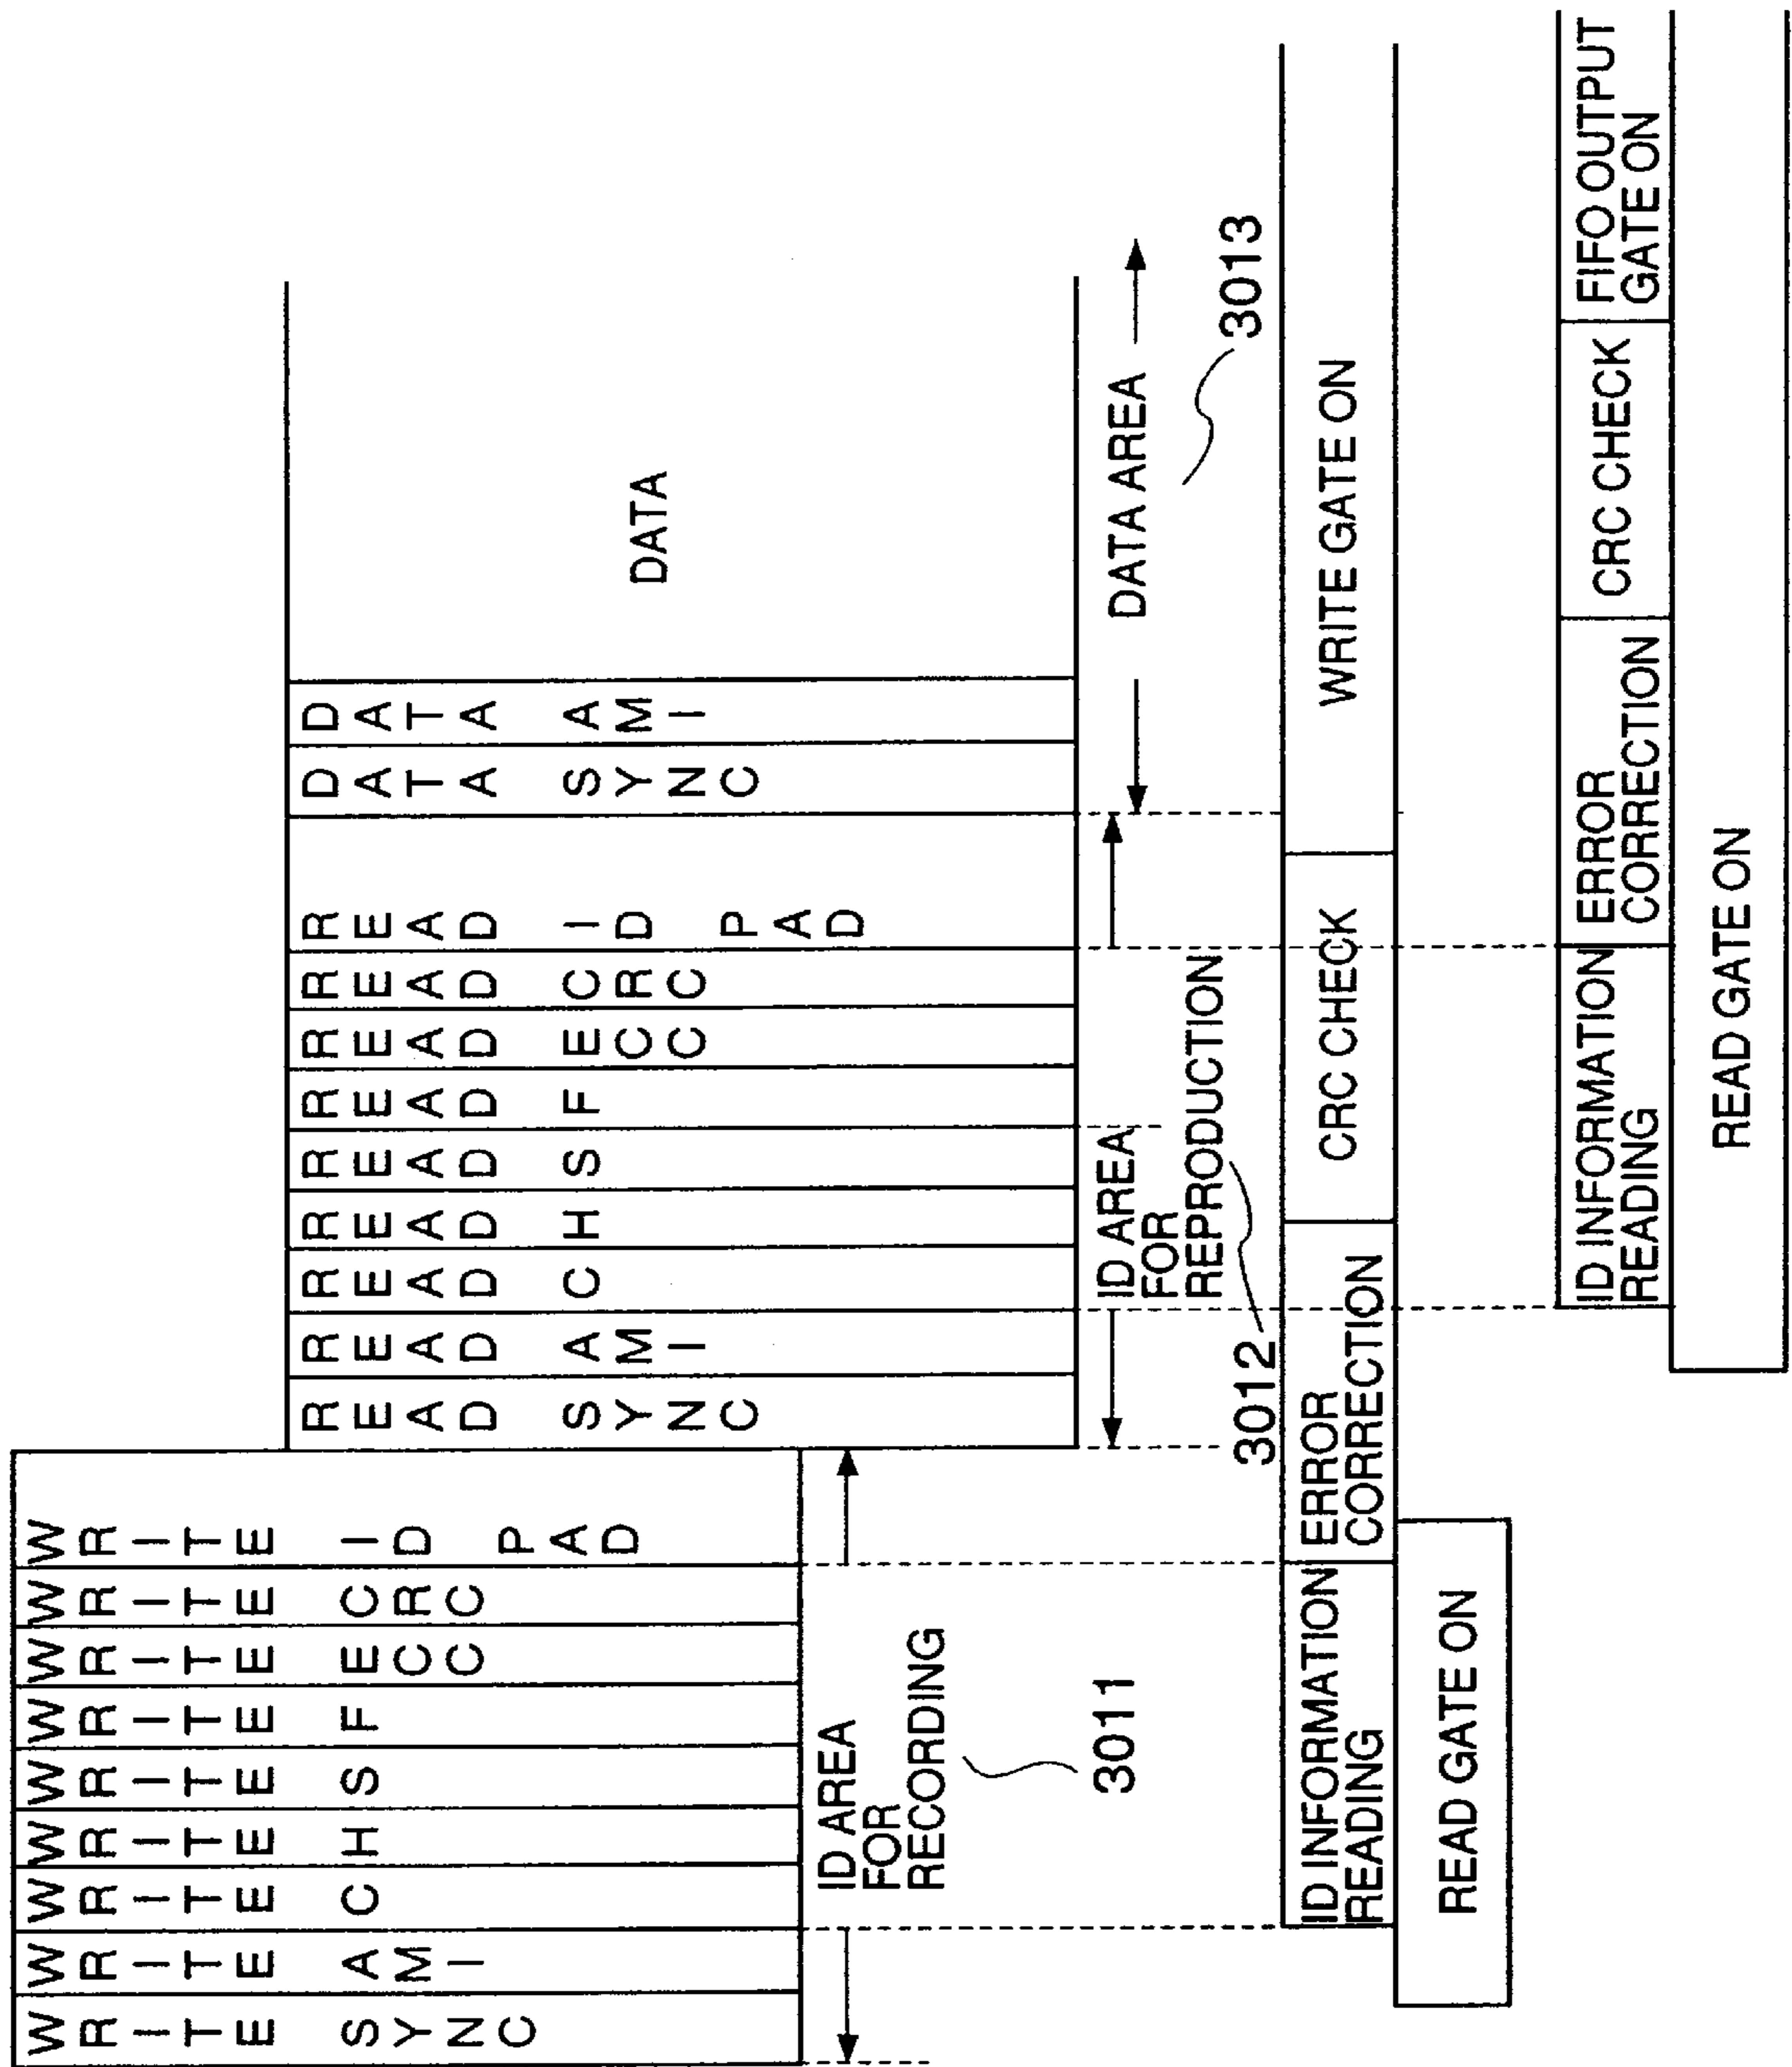 WRITE SYNC
WRITE AMI
WRITE C
WRITE H
WRITE S
WRITE F
WRITE ECC
WRITE CRC
WRITE ID PAD
READ SYNC
READ AMI
READ C
READ H
READ S
READ F
READ ECC
READ CRC
READ ID PAD
DATA SYNC
DATA AMI
DATA
ID AREA
FOR
RECORDING
3011
ID AREA
FOR
REPRODUCTION
3012
DATA AREA
3013
ID INFORMATION
READING
ERROR
CORRECTION
CRC CHECK
WRITE GATE ON
READ GATE ON
ID INFORMATION
READING
ERROR
CORRECTION
CRC CHECK
FIFO OUTPUT
GATE ON
READ GATE ON